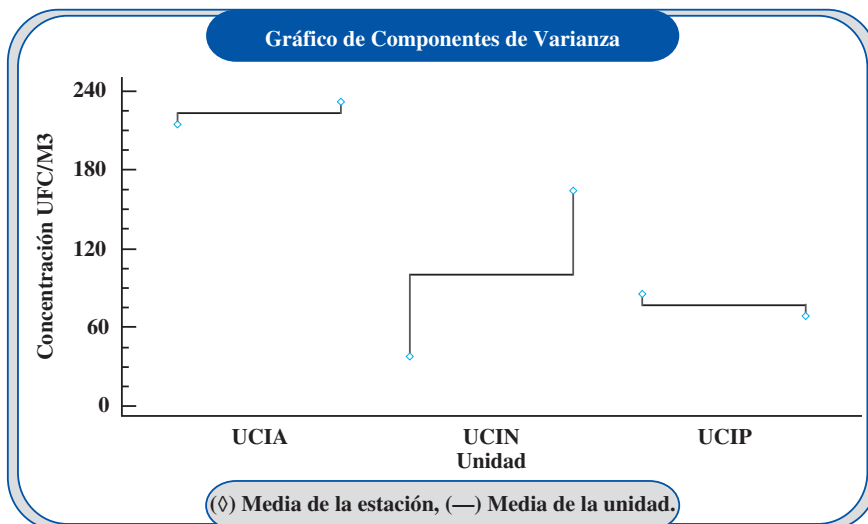 Gráfico de Componentes de Varianza
Concentración UFC/M3
240
180
120
60
0
UCIA UCIN UCIP
Unidad
(◊) Media de la estación, (—) Media de la unidad.